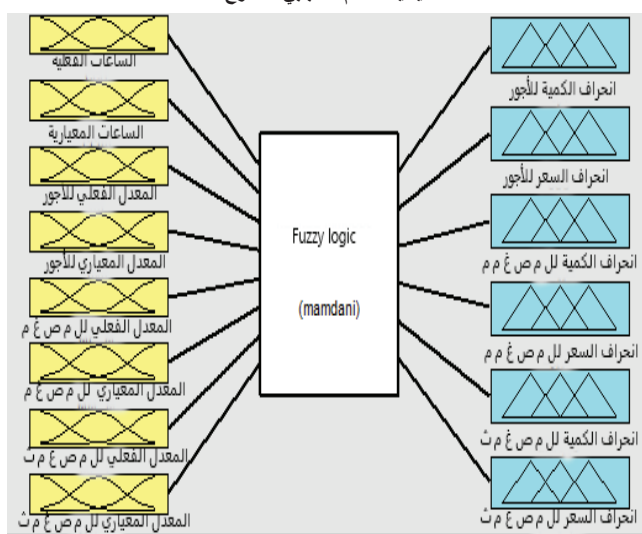 الساعات الفعليه
الساعات المعيارية
المعدل الفعلي للأجور
المعدل المعياري للأجور
المعدل الفعلي لل م ص غ م
المعدل المعياري لل م ص غ م
المعدل الفعلي لل م ص غ م ث
المعدل المعياري لل م ص غ م ث
Fuzzy logic
(mamdani)
انحراف الكمية للأجور
انحراف السعر للأجور
انحراف الكمية لل م ص غ م م
انحراف السعر لل م ص غ م م
انحراف الكمية لل م ص غ م ث
انحراف السعر لل م ص غ م ث